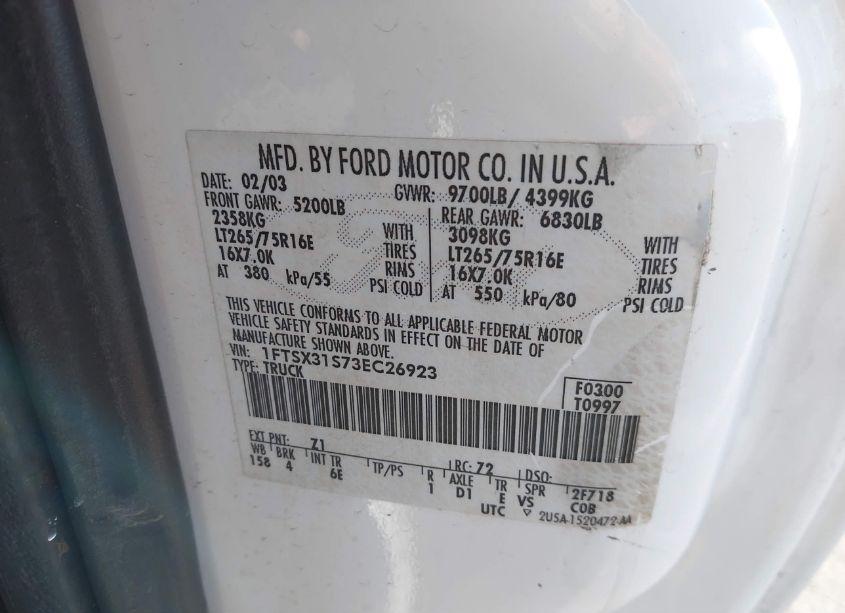 MFD. BY FORD MOTOR CO. IN U.S.A.
DATE: 02/03 GVWR: 9700LB/ 4399KG
FRONT GAWR: 5200LB REAR GAWR: 6830LB
2358KG WITH 3098KG WITH
LT265/75R16E TIRES LT265/75R16E TIRES
16X7.0K RIMS 16X7.0K RIMS
AT 380 kPa/55 PSI COLD AT 550 kPa/80 PSI COLD
THIS VEHICLE CONFORMS TO ALL APPLICABLE FEDERAL MOTOR
VEHICLE SAFETY STANDARDS IN EFFECT ON THE DATE OF
MANUFACTURE SHOWN ABOVE.
VIN: 1FTSX31S73EC26923
TYPE: TRUCK
F0300
T0997
EXT PNT: Z1 RC: 72 DSO:
WB BRK INT TR TP/PS R AXLE TR SPR
158 4 6E 1 D1 E VS 2F718
UTC COB
▽ 2USA-1520472-AA